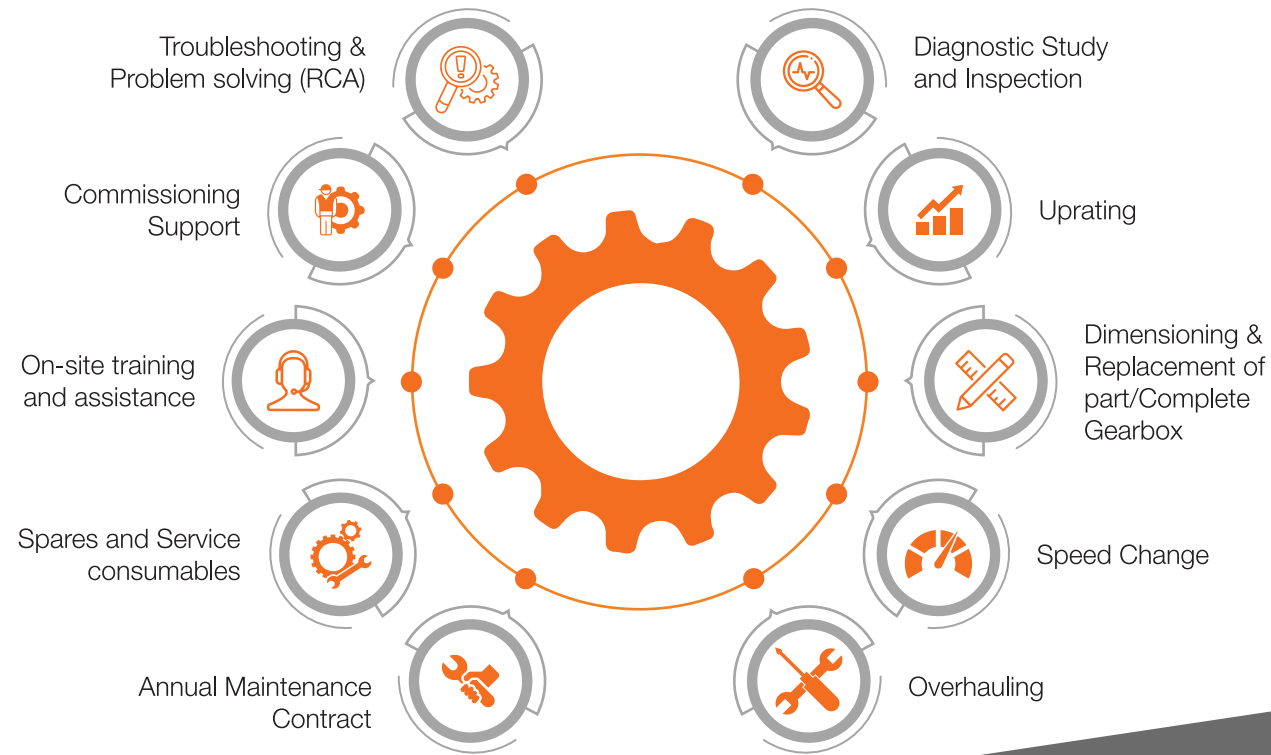 Troubleshooting &
Problem solving (RCA)
Commissioning
Support
On-site training
and assistance
Spares and Service
consumables
Annual Maintenance
Contract
Diagnostic Study
and Inspection
Uprating
Dimensioning &
Replacement of
part/Complete
Gearbox
Speed Change
Overhauling